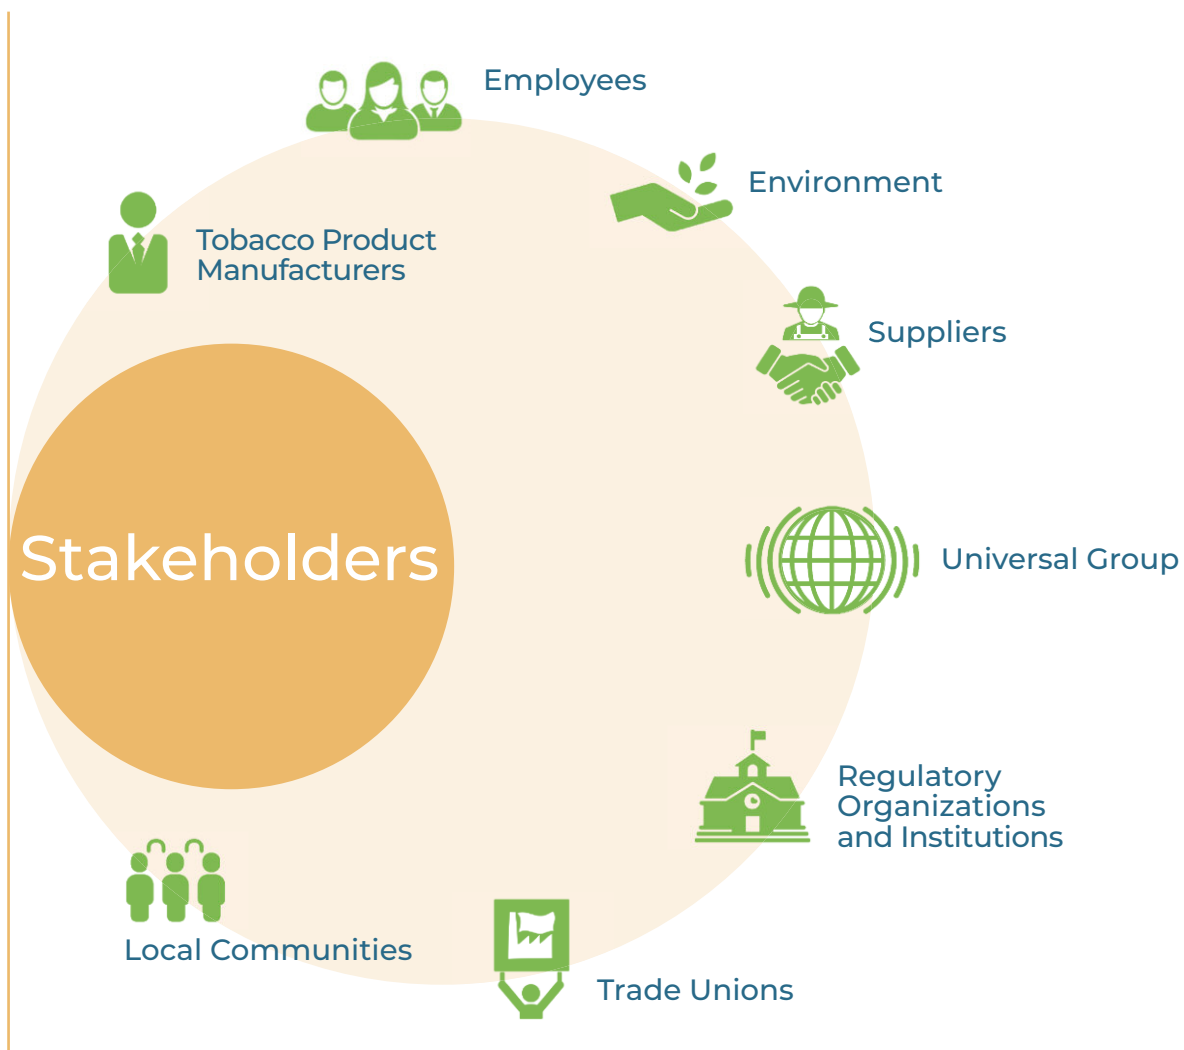 Employees
Environment
Tobacco Product
Manufacturers
Suppliers
Stakeholders
Universal Group
Regulatory
Organizations
and Institutions
Local Communities
Trade Unions